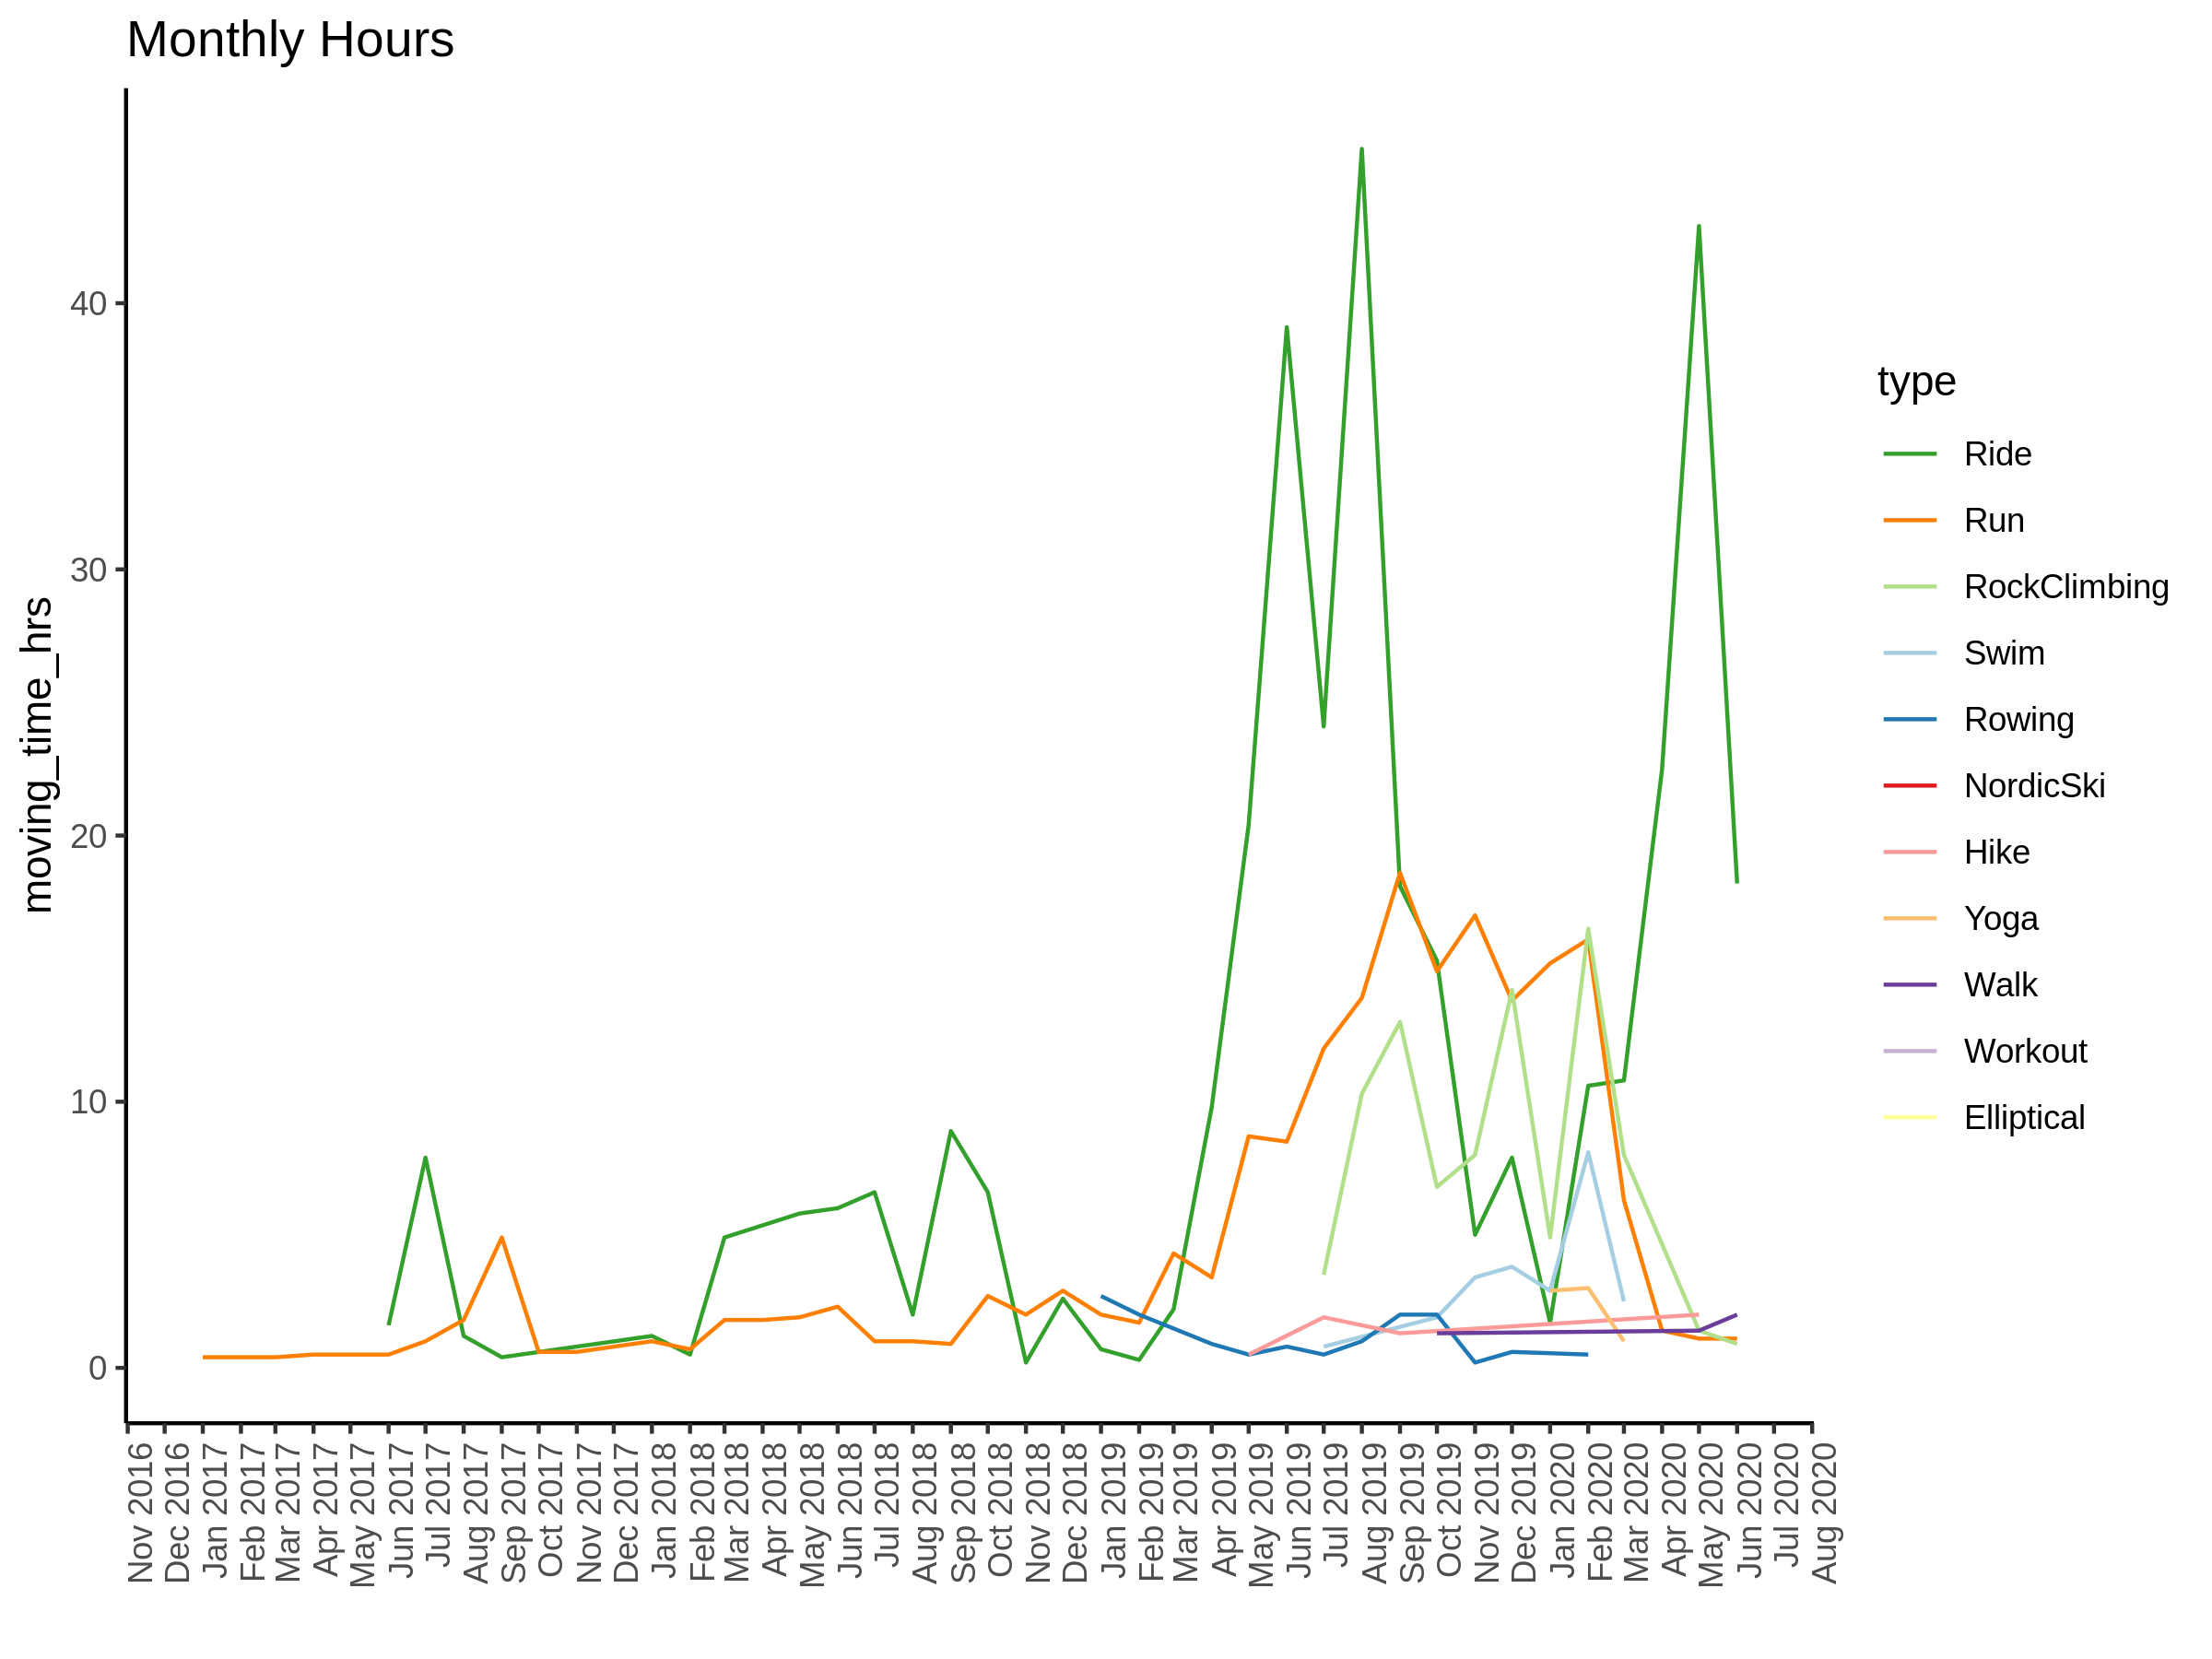 Monthly Hours
moving_time_hrs
40
30
20
10
0
Nov 2016
Dec 2016
Jan 2017
Feb 2017
Mar 2017
Apr 2017
May 2017
Jun 2017
Jul 2017
Aug 2017
Sep 2017
Oct 2017
Nov 2017
Dec 2017
Jan 2018
Feb 2018
Mar 2018
Apr 2018
May 2018
Jun 2018
Jul 2018
Aug 2018
Sep 2018
Oct 2018
Nov 2018
Dec 2018
Jan 2019
Feb 2019
Mar 2019
Apr 2019
May 2019
Jun 2019
Jul 2019
Aug 2019
Sep 2019
Oct 2019
Nov 2019
Dec 2019
Jan 2020
Feb 2020
Mar 2020
Apr 2020
May 2020
Jun 2020
Jul 2020
Aug 2020
type
Ride
Run
RockClimbing
Swim
Rowing
NordicSki
Hike
Yoga
Walk
Workout
Elliptical